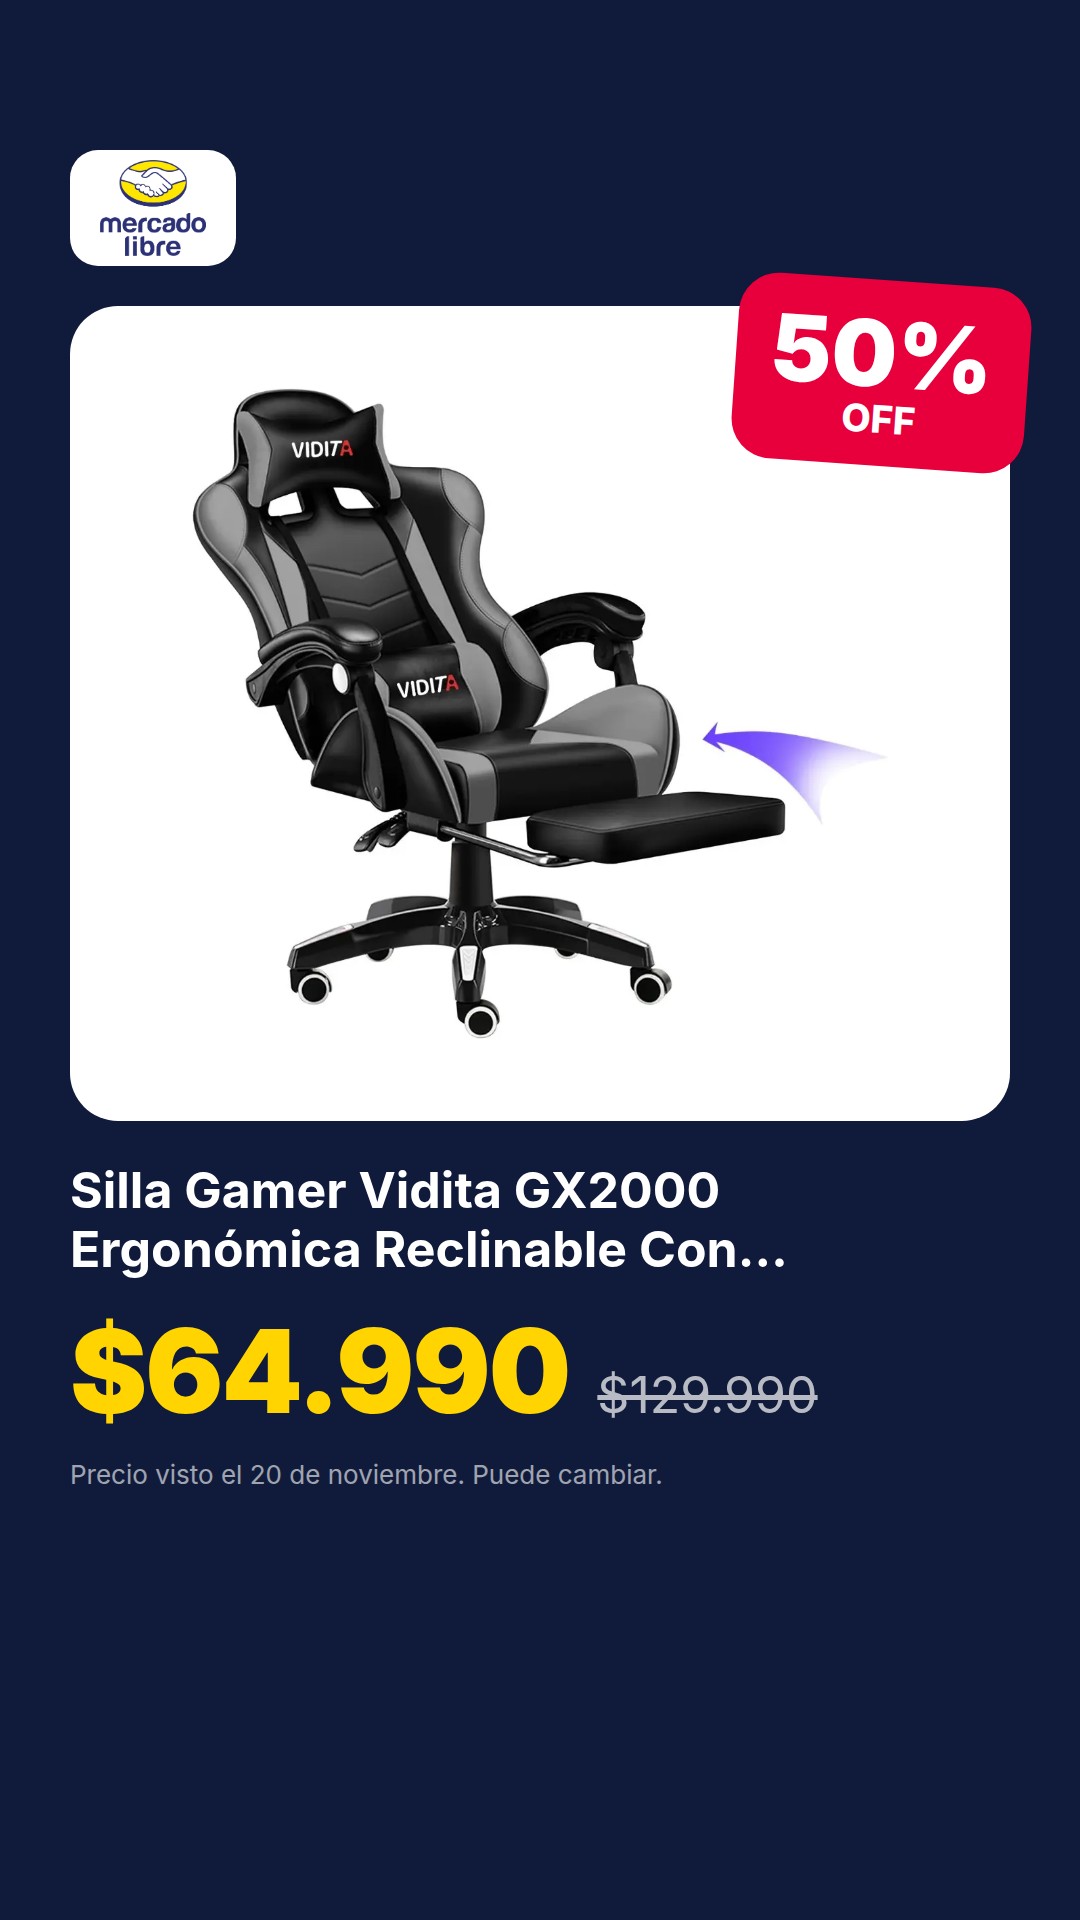 mercado
libre
50%
OFF
VIDITA
VIDITA
Silla Gamer Vidita GX2000
Ergonómica Reclinable Con...
$64.990 $129.990
Precio visto el 20 de noviembre. Puede cambiar.